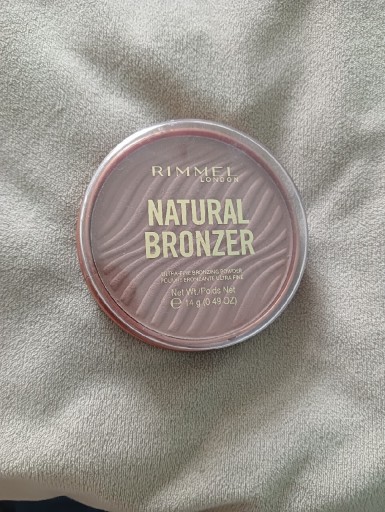 RIMMEL
LONDON
NATURAL
BRONZER
ULTRA-FINE BRONZING POWDER
POUDRE BRONZANTE ULTRA FINE
Net Wt./Poids Net
℮ 14 g (0.49 OZ)